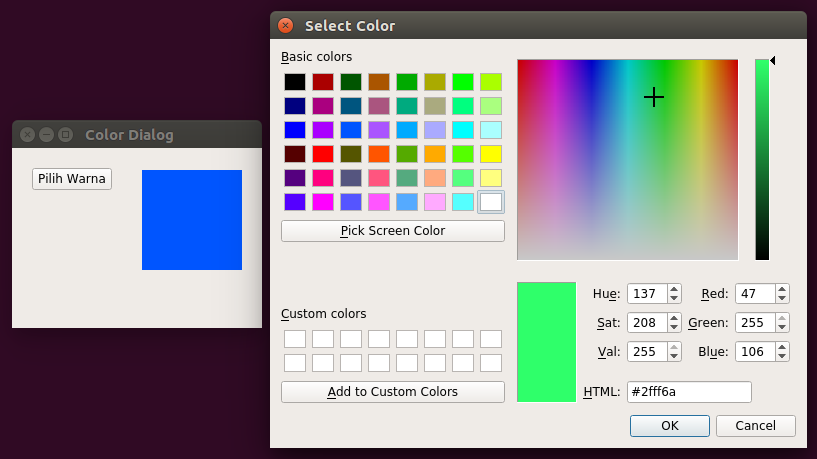 Color Dialog
Pilih Warna
Select Color
Basic colors
Pick Screen Color
Custom colors
Add to Custom Colors
Hue: 137 Red: 47
Sat: 208 Green: 255
Val: 255 Blue: 106
HTML: #2fff6a
OK Cancel